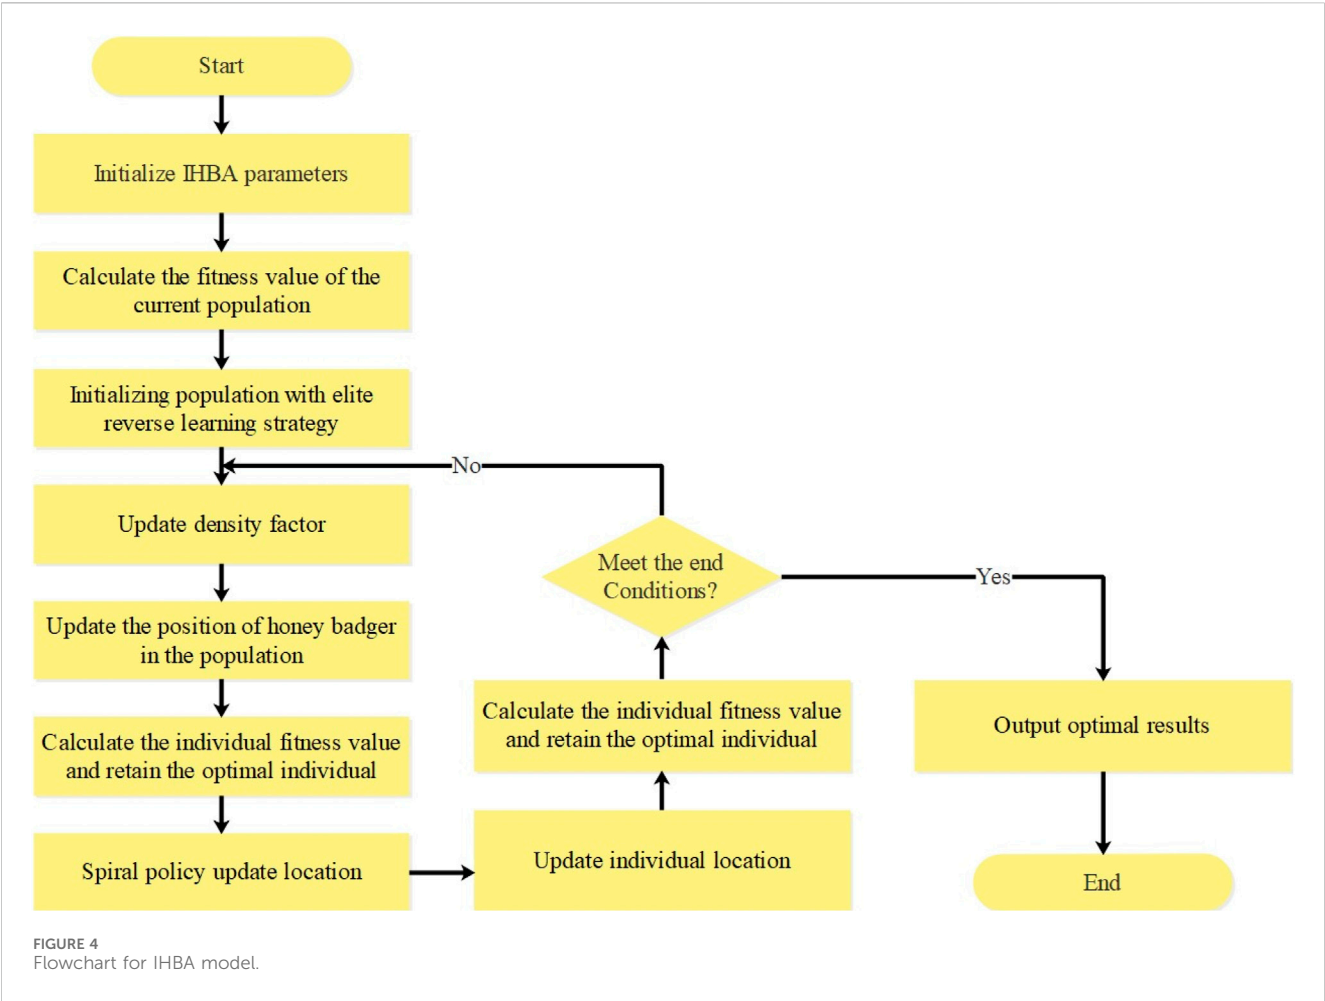 Start
Initialize IHBA parameters
Calculate the fitness value of the
current population
Initializing population with elite
reverse learning strategy
No
Update density factor
Meet the end
Conditions?
Yes
Update the position of honey badger
in the population
Calculate the individual fitness value
and retain the optimal individual
Output optimal results
Calculate the individual fitness value
and retain the optimal individual
Spiral policy update location
Update individual location
End
FIGURE 4
Flowchart for IHBA model.